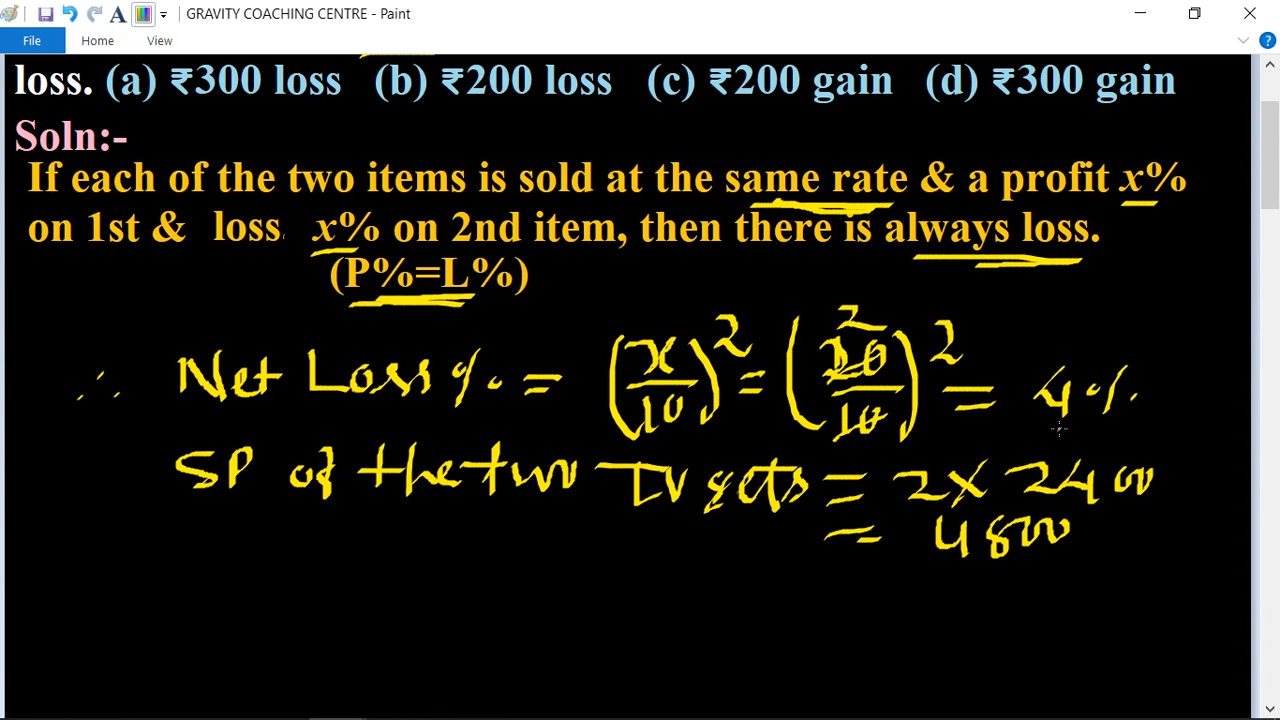 GRAVITY COACHING CENTRE - Paint
File Home View
loss. (a) ₹300 loss (b) ₹200 loss (c) ₹200 gain (d) ₹300 gain
Soln:-
If each of the two items is sold at the same rate & a profit x%
on 1st & loss x% on 2nd item, then there is always loss.
(P%=L%)
∴ Net Loss % = (x/10)² = (20/10)² = 4%
2
SP of the two TV sets = 2 x 2400
= 4800